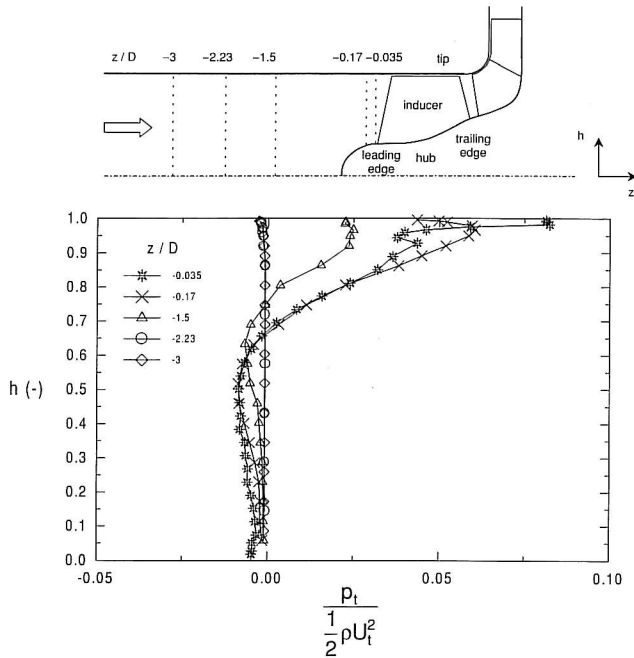 z / D -3 -2.23 -1.5 -0.17 -0.035 tip
inducer
leading edge
hub
trailing edge
h
z
1.0
0.9
0.8
0.7
0.6
0.5
0.4
0.3
0.2
0.1
0.0
h (-)
z / D
-0.035
-0.17
-1.5
-2.23
-3
-0.05 0.00 0.05 0.10
p_t
1/2 ρU_t^2